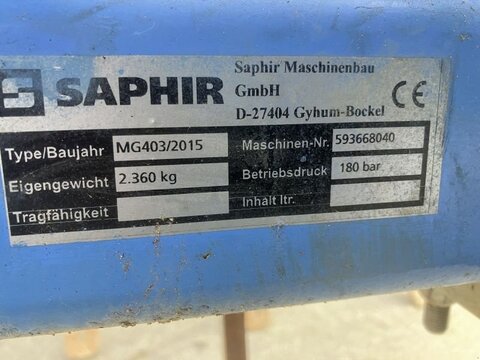 SAPHIR
Saphir Maschinenbau
GmbH
D-27404 Gyhum-Bockel
CE
Type/Baujahr MG403/2015 Maschinen-Nr. 593668040
Eigengewicht 2.360 kg Betriebsdruck 180 bar
Tragfähigkeit Inhalt ltr.